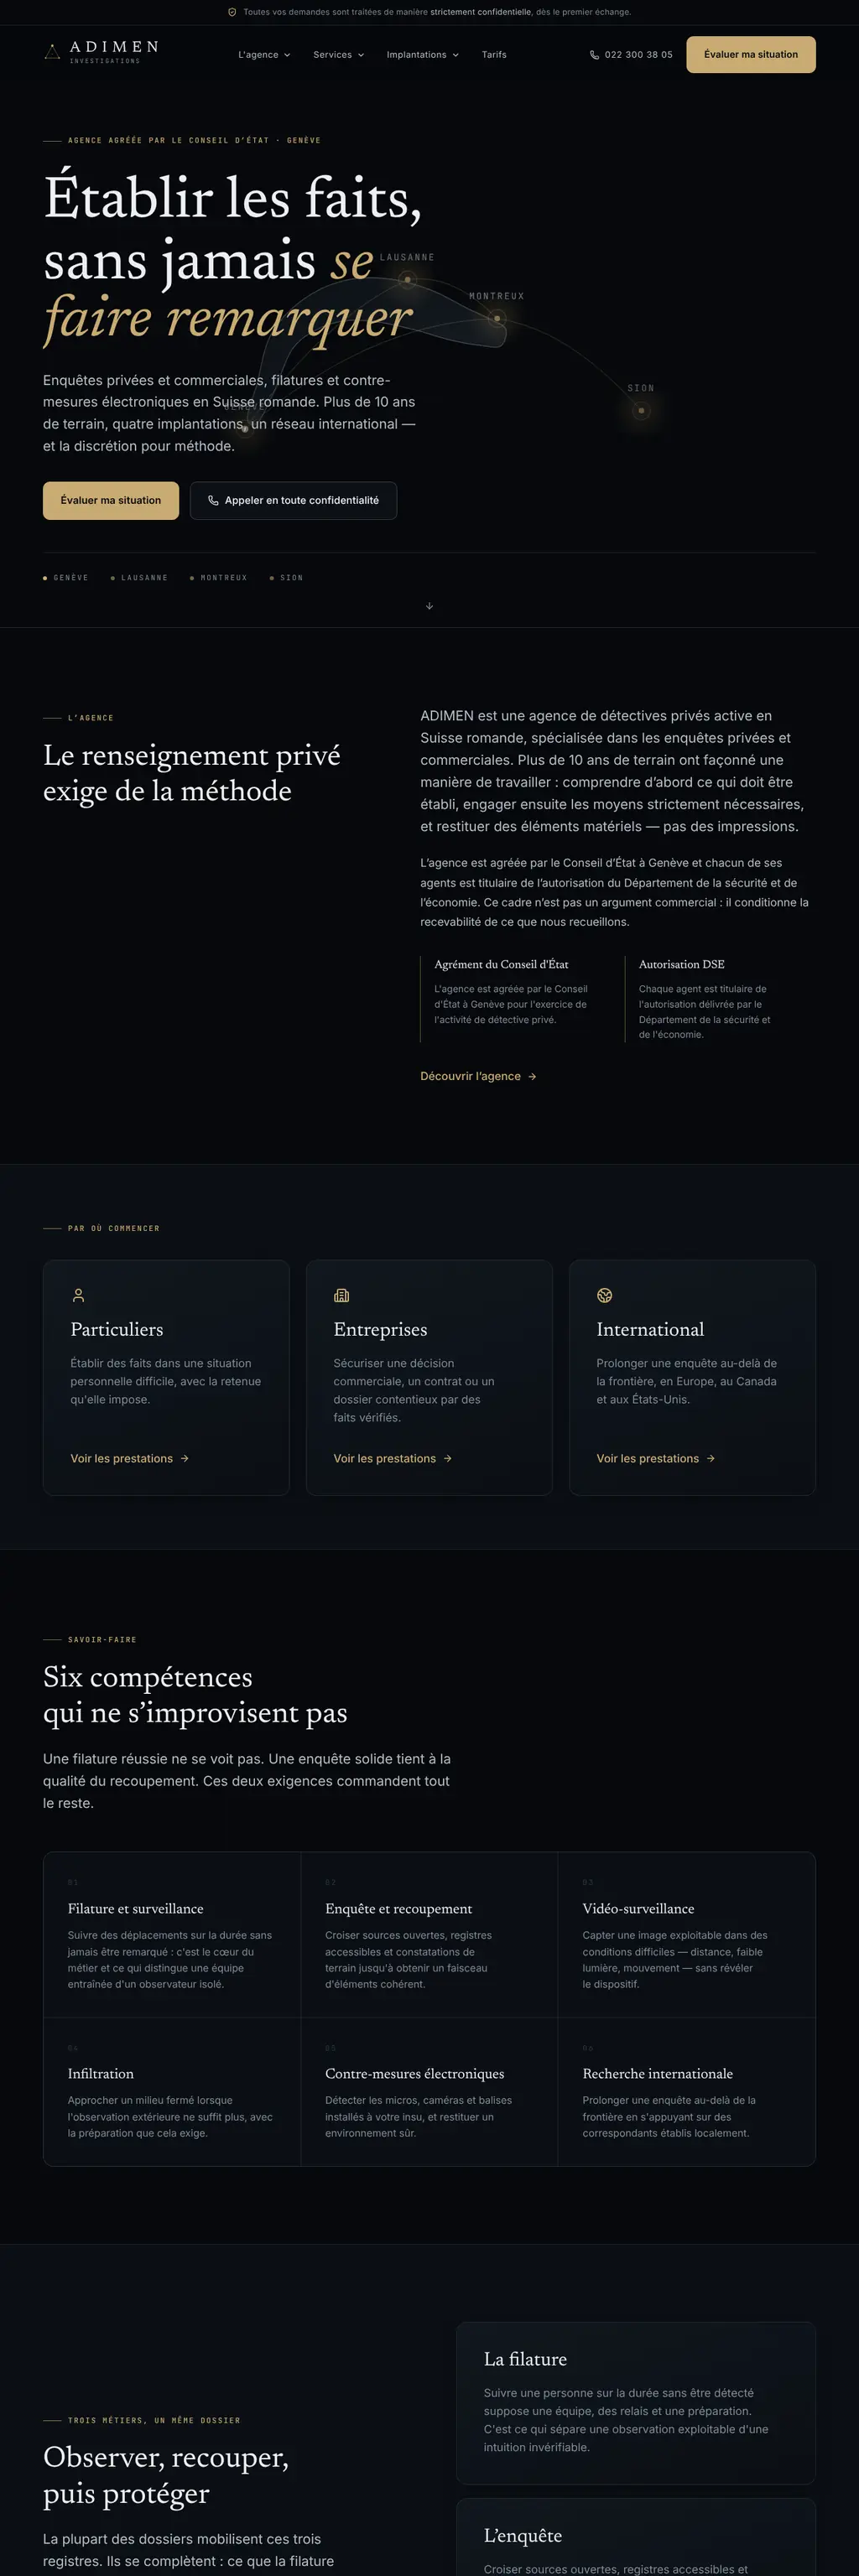 Toutes vos demandes sont traitées de manière strictement confidentielle, dès le premier échange.
ADIMEN
INVESTIGATIONS
L'agence
Services
Implantations
Tarifs
022 300 38 05
Évaluer ma situation
AGENCE AGRÉÉE PAR LE CONSEIL D'ÉTAT · GENÈVE
Établir les faits,
sans jamais se
faire remarquer
LAUSANNE
MONTREUX
SION
GENÈVE
Enquêtes privées et commerciales, filatures et contre-
mesures électroniques en Suisse romande. Plus de 10 ans
de terrain, quatre implantations, un réseau international —
et la discrétion pour méthode.
Évaluer ma situation
Appeler en toute confidentialité
GENÈVE
LAUSANNE
MONTREUX
SION
L'AGENCE
Le renseignement privé
exige de la méthode
ADIMEN est une agence de détectives privés active en
Suisse romande, spécialisée dans les enquêtes privées et
commerciales. Plus de 10 ans de terrain ont façonné une
manière de travailler : comprendre d’abord ce qui doit être
établi, engager ensuite les moyens strictement nécessaires,
et restituer des éléments matériels — pas des impressions.
L’agence est agréée par le Conseil d’État à Genève et chacun de ses
agents est titulaire de l’autorisation du Département de la sécurité et de
l’économie. Ce cadre n’est pas un argument commercial : il conditionne la
recevabilité de ce que nous recueillons.
Agrément du Conseil d'État
L'agence est agréée par le Conseil
d'État à Genève pour l'exercice de
l'activité de détective privé.
Autorisation DSE
Chaque agent est titulaire de
l'autorisation délivrée par le
Département de la sécurité et
de l'économie.
Découvrir l’agence
PAR OÙ COMMENCER
Particuliers
Établir des faits dans une situation
personnelle difficile, avec la retenue
qu'elle impose.
Voir les prestations
Entreprises
Sécuriser une décision
commerciale, un contrat ou un
dossier contentieux par des
faits vérifiés.
Voir les prestations
International
Prolonger une enquête au-delà de
la frontière, en Europe, au Canada
et aux États-Unis.
Voir les prestations
SAVOIR-FAIRE
Six compétences
qui ne s’improvisent pas
Une filature réussie ne se voit pas. Une enquête solide tient à la
qualité du recoupement. Ces deux exigences commandent tout
le reste.
01
Filature et surveillance
Suivre des déplacements sur la durée sans
jamais être remarqué : c'est le cœur du
métier et ce qui distingue une équipe
entraînée d'un observateur isolé.
02
Enquête et recoupement
Croiser sources ouvertes, registres
accessibles et constatations de
terrain jusqu'à obtenir un faisceau
d'éléments cohérent.
03
Vidéo-surveillance
Capter une image exploitable dans des
conditions difficiles — distance, faible
lumière, mouvement — sans révéler
le dispositif.
04
Infiltration
Approcher un milieu fermé lorsque
l'observation extérieure ne suffit plus, avec
la préparation que cela exige.
05
Contre-mesures électroniques
Détecter les micros, caméras et balises
installés à votre insu, et restituer un
environnement sûr.
06
Recherche internationale
Prolonger une enquête au-delà de la
frontière en s'appuyant sur des
correspondants établis localement.
TROIS MÉTIERS, UN MÊME DOSSIER
Observer, recouper,
puis protéger
La plupart des dossiers mobilisent ces trois
registres. Ils se complètent : ce que la filature
La filature
Suivre une personne sur la durée sans être détecté
suppose une équipe, des relais et une préparation.
C'est ce qui sépare une observation exploitable d'une
intuition invérifiable.
L’enquête
Croiser sources ouvertes, registres accessibles et